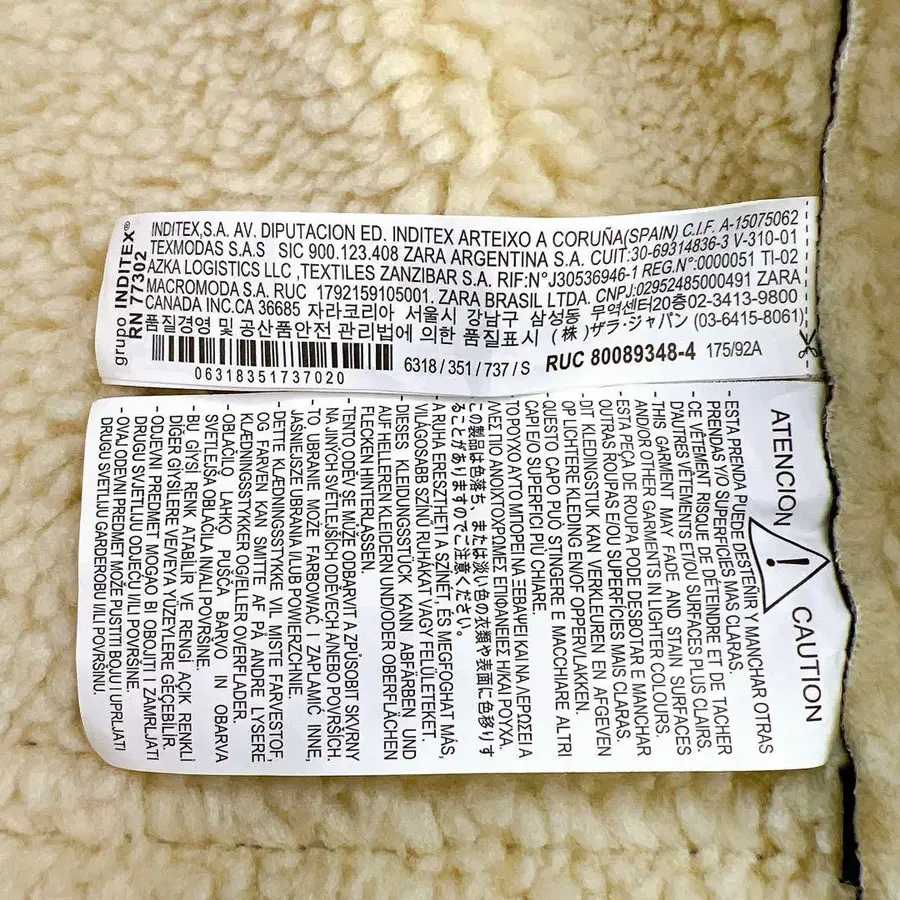 grupo INDITEX®
RN 77302
INDITEX,S.A. AV. DIPUTACION ED. INDITEX ARTEIXO A CORUÑA(SPAIN) C.I.F. A-15075062
TEXMODAS S.A.S SIC 900.123.408 ZARA ARGENTINA S.A. CUIT:30-69314836-3 V-310-01
AZKA LOGISTICS LLC ,TEXTILES ZANZIBAR S.A. RIF:N°J30536946-1 REG.N°:0000051 TI-02
MACROMODA S.A. RUC 1792159105001. ZARA BRASIL LTDA. CNPJ:02952485000491 ZARA
CANADA INC.CA 36685 자라코리아 서울시 강남구 삼성동 무역센터20층02-3413-9800
품질경영 및 공산품안전 관리법에 의한 품질표시 (株) ザラ・ジャパン (03-6415-8061)
06318351737020
6318 / 351 / 737 / S RUC 80089348-4 175/92A
ATENCION
CAUTION
- ESTA PRENDA PUEDE DESTEÑIR Y MANCHAR OTRAS
PRENDAS Y/O SUPERFICIES MAS CLARAS.
- CE VÊTEMENT RISQUE DE DÉTEINDRE ET DE TACHER
D'AUTRES VÊTEMENTS ET/OU SURFACES PLUS CLAIRS.
- THIS GARMENT MAY FADE AND STAIN SURFACES
AND/OR OTHER GARMENTS IN LIGHTER COLOURS.
- ESTA PEÇA DE ROUPA PODE DESBOTAR E MANCHAR
OUTRAS ROUPAS E/OU SUPERFÍCIES MAIS CLARAS.
- DIT KLEDINGSTUK KAN VERKLEUREN EN AFGEVEN
OP LICHTERE KLEDING EN/OF OPPERVLAKKEN.
- QUESTO CAPO PUÒ STINGERE E MACCHIARE ALTRI
CAPI E/O SUPERFICI PIÙ CHIARE.
- ΤΟ ΡΟΥΧΟ ΑΥΤΟ ΜΠΟΡΕΙ ΝΑ ΞΕΒΑΨΕΙ ΚΑΙ ΝΑ ΛΕΡΩΣΕΙ ΑΛΛΕΣ ΠΙΟ ΑΝΟΙΧΤΟΧΡΩΜΕΣ ΕΠΙΦΑΝΕΙΕΣ Η/ΚΑΙ ΡΟΥΧΑ
この製品は色落ち、または淡い色の衣類や表面に色移りす
ることがありますのでご注意ください。
- A RUHA ERESZTHETI A SZÍNÉT, ÉS MEGFOGHAT MÁS,
VILÁGOSABB SZÍNŰ RUHÁKAT VAGY FELÜLETEKET.
- DIESES KLEIDUNGSSTÜCK KANN ABFÄRBEN UND
AUF HELLEREN KLEIDERN UND/ODER OBERFLÄCHEN
FLECKEN HINTERLASSEN.
- TENTO ODĚV SE MŮŽE ODBARVIT A ZPŮSOBIT SKVRNY
NA JINÝCH SVĚTLEJŠÍCH ODĚVECH A/NEBO POVRŠÍCH.
- TO UBRANIE MOŻE FARBOWAĆ I ZAPLAMIĆ INNE,
JAŚNIEJSZE UBRANIA I/LUB POWIERZCHNIE.
- DETTE KLÆDNINGSSTYKKE VIL MISTE FARVESTOF,
OG FARVEN KAN SMITTE AF PÅ ANDRE LYSERE
KLÆDNINGSSTYKKER OG/ELLER OVERFLADER.
- OBLAČILO LAHKO PUŠČA BARVO IN OBARVA
SVETLEJŠA OBLAČILA IN/ALI POVRŠINE.
- BU GİYSİ RENK ATABİLİR VE RENGİ AÇIK RENKLİ
DİĞER GİYSİLERE VE/VEYA YÜZEYLERE GEÇEBİLİR.
- ODJEVNI PREDMET MOGAO BI OBOJITI I ZAMRLJATI
DRUGU SVJETLIJU ODJEĆU I/ILI POVRŠINE.
- OVAJ ODEVNI PREDMET MOŽE PUSTITI BOJU I UPRLJATI
DRUGU SVETLIJU GARDEROBU I/ILI POVRŠINU.